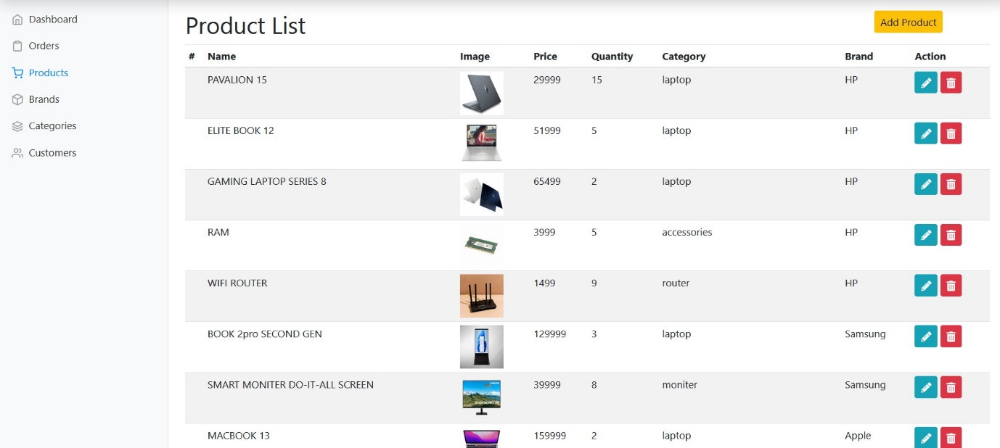 Dashboard
Orders
Products
Brands
Categories
Customers
Product List
Add Product
# Name Image Price Quantity Category Brand Action
PAVALION 15 29999 15 laptop HP
ELITE BOOK 12 51999 5 laptop HP
GAMING LAPTOP SERIES 8 65499 2 laptop HP
RAM 3999 5 accessories HP
WIFI ROUTER 1499 9 router HP
BOOK 2pro SECOND GEN 129999 3 laptop Samsung
SMART MONITER DO-IT-ALL SCREEN 39999 8 moniter Samsung
MACBOOK 13 159999 2 laptop Apple